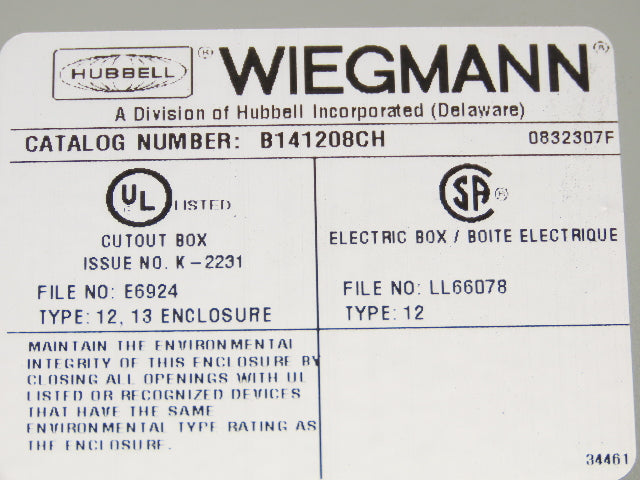 HUBBELL ® WIEGMANN ®
A Division of Hubbell Incorporated (Delaware)
CATALOG NUMBER: B141208CH 0832307F
UL LISTED
CUTOUT BOX
ISSUE NO. K-2231
FILE NO: E6924
TYPE: 12, 13 ENCLOSURE
SA ®
ELECTRIC BOX / BOITE ELECTRIQUE
FILE NO: LL66078
TYPE: 12
MAINTAIN THE ENVIRONMENTAL
INTEGRITY OF THIS ENCLOSURE BY
CLOSING ALL OPENINGS WITH UL
LISTED OR RECOGNIZED DEVICES
THAT HAVE THE SAME
ENVIRONMENTAL TYPE RATING AS
THE ENCLOSURE.
34461